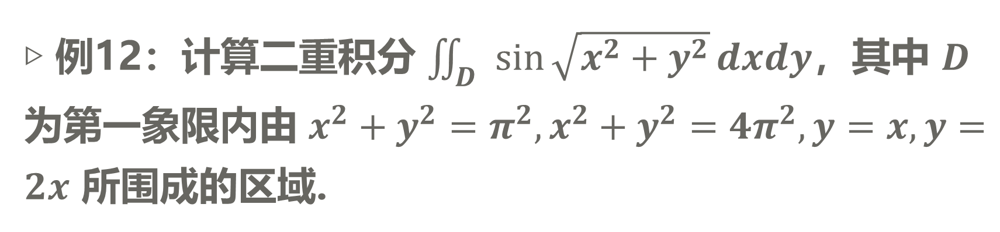 ▷ 例12：计算二重积分 ∬_D sin √(x² + y²) dxdy，其中 D
为第一象限内由 x² + y² = π², x² + y² = 4π², y = x, y =
2x 所围成的区域.